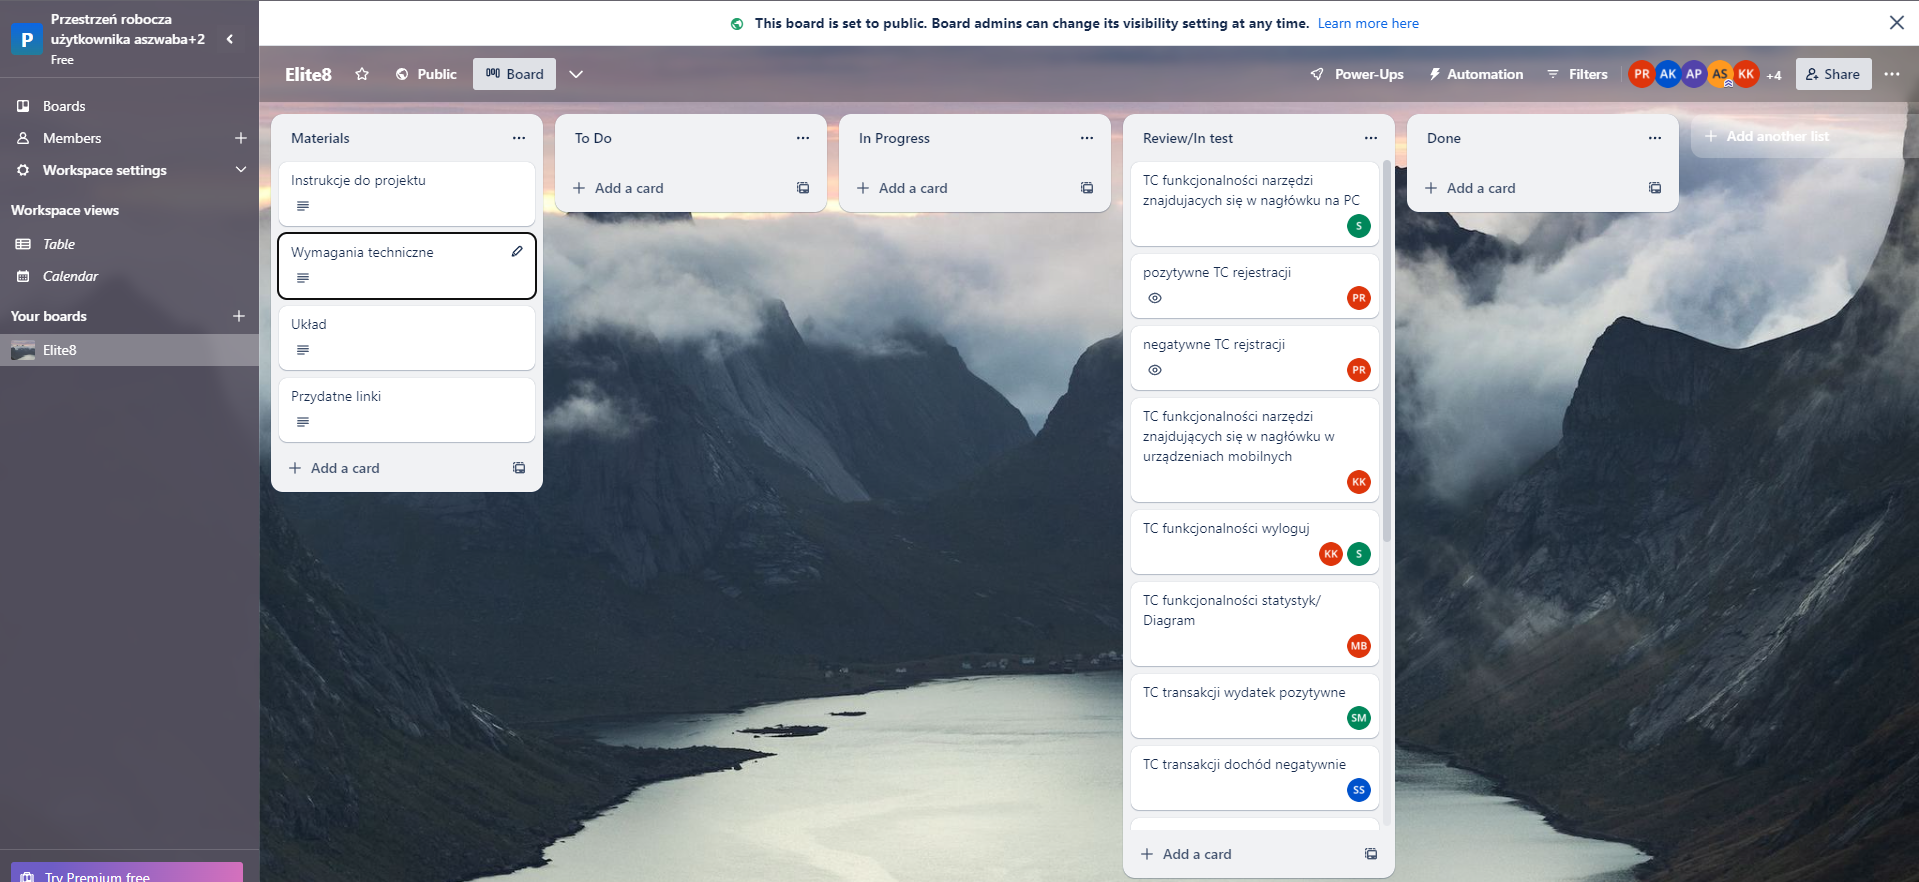 P
Przestrzeń robocza
użytkownika aszwaba+2
Free
This board is set to public. Board admins can change its visibility setting at any time. Learn more here
Elite8
Public
Board
Power-Ups
Automation
Filters
PR
AK
AP
AS
KK
+4
Share
Boards
Members
Workspace settings
Workspace views
Table
Calendar
Your boards
Elite8
Try Premium free
Materials
Instrukcje do projektu
Wymagania techniczne
Układ
Przydatne linki
Add a card
To Do
Add a card
In Progress
Add a card
Review/In test
TC funkcjonalności narzędzi
znajdujacych się w nagłówku na PC
S
pozytywne TC rejestracji
PR
negatywne TC rejstracji
PR
TC funkcjonalności narzędzi
znajdujących się w nagłówku w
urządzeniach mobilnych
KK
TC funkcjonalności wyloguj
KK
S
TC funkcjonalności statystyk/
Diagram
MB
TC transakcji wydatek pozytywne
SM
TC transakcji dochód negatywnie
SS
Add a card
Done
Add a card
Add another list